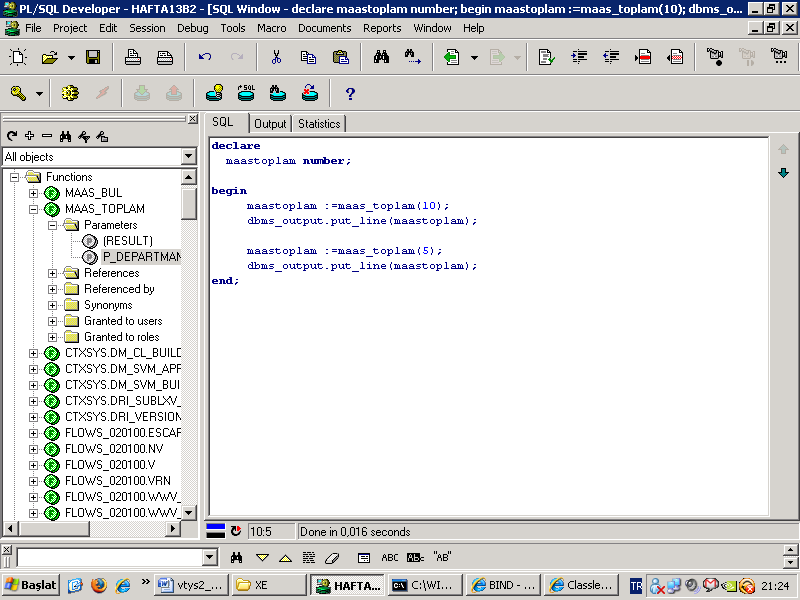 PL/SQL Developer - HAFTA13B2 - [SQL Window - declare maastoplam number; begin maastoplam :=maas_toplam(10); dbms_o...
File Project Edit Session Debug Tools Macro Documents Reports Window Help
SQL
All objects
Functions
MAAS_BUL
MAAS_TOPLAM
Parameters
(RESULT)
P_DEPARTMAN
References
Referenced by
Synonyms
Granted to users
Granted to roles
CTXSYS.DM_CL_BUILD
CTXSYS.DM_SVM_APP
CTXSYS.DM_SVM_BUI
CTXSYS.DRI_SUBLXV_
CTXSYS.DRI_VERSION
FLOWS_020100.ESCAP
FLOWS_020100.NV
FLOWS_020100.V
FLOWS_020100.VRN
FLOWS_020100.WWV_
FLOWS_020100.WWV_
SQL Output Statistics
declare
maastoplam number;
begin
maastoplam :=maas_toplam(10);
dbms_output.put_line(maastoplam);
maastoplam :=maas_toplam(5);
dbms_output.put_line(maastoplam);
end;
10:5 Done in 0,016 seconds
ABC ABc "AB"
Başlat » vtys2_... XE HAFTA... C:\WI... BIND - ... Classle... TR 21:24